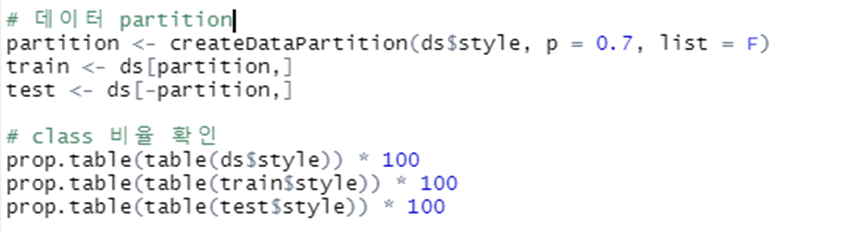 # 데이터 partition
partition <- createDataPartition(ds$style, p = 0.7, list = F)
train <- ds[partition,]
test <- ds[-partition,]
# class 비율 확인
prop.table(table(ds$style)) * 100
prop.table(table(train$style)) * 100
prop.table(table(test$style)) * 100